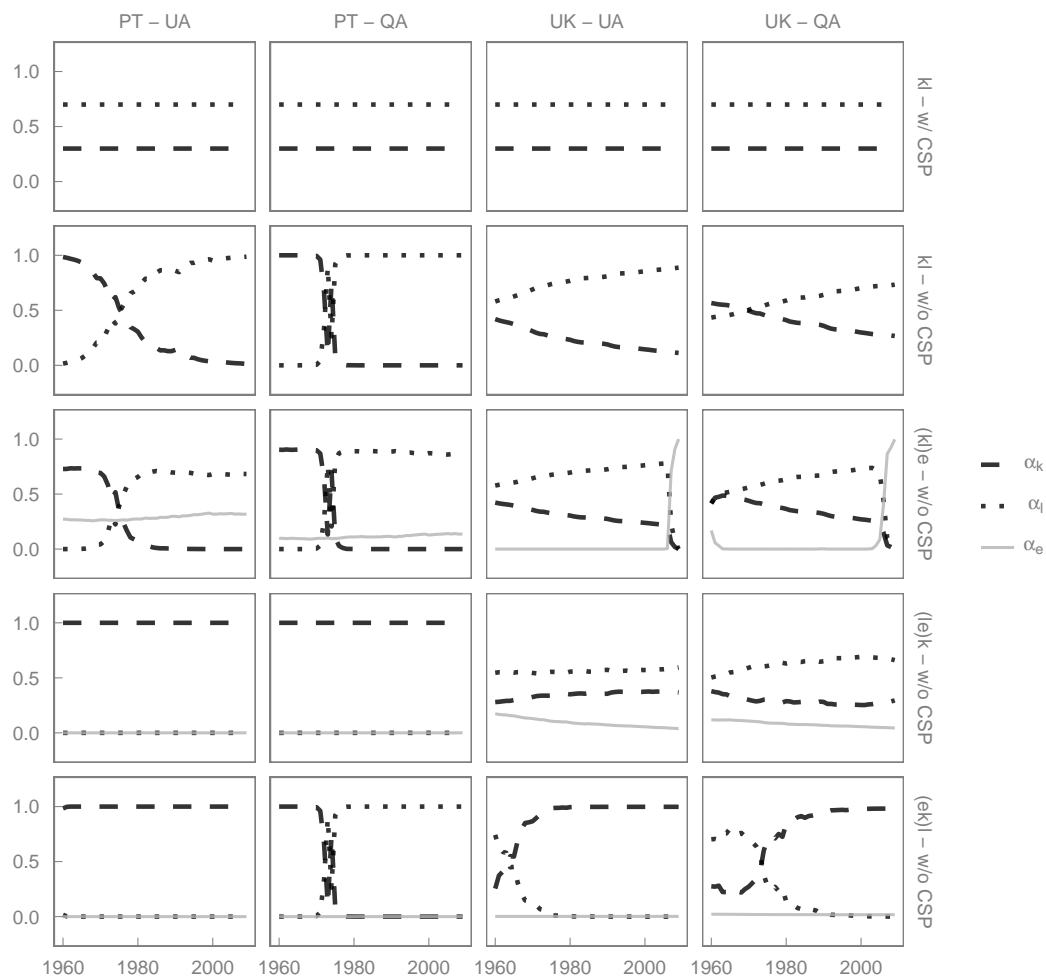 PT − UA PT − QA UK − UA UK − QA
1.0
0.5
0.0
kl − w/ CSP
1.0
0.5
0.0
kl − w/o CSP
1.0
0.5
0.0
(kl)e − w/o CSP
αk
αl
αe
1.0
0.5
0.0
(le)k − w/o CSP
1.0
0.5
0.0
(ek)l − w/o CSP
1960 1980 2000 1960 1980 2000 1960 1980 2000 1960 1980 2000